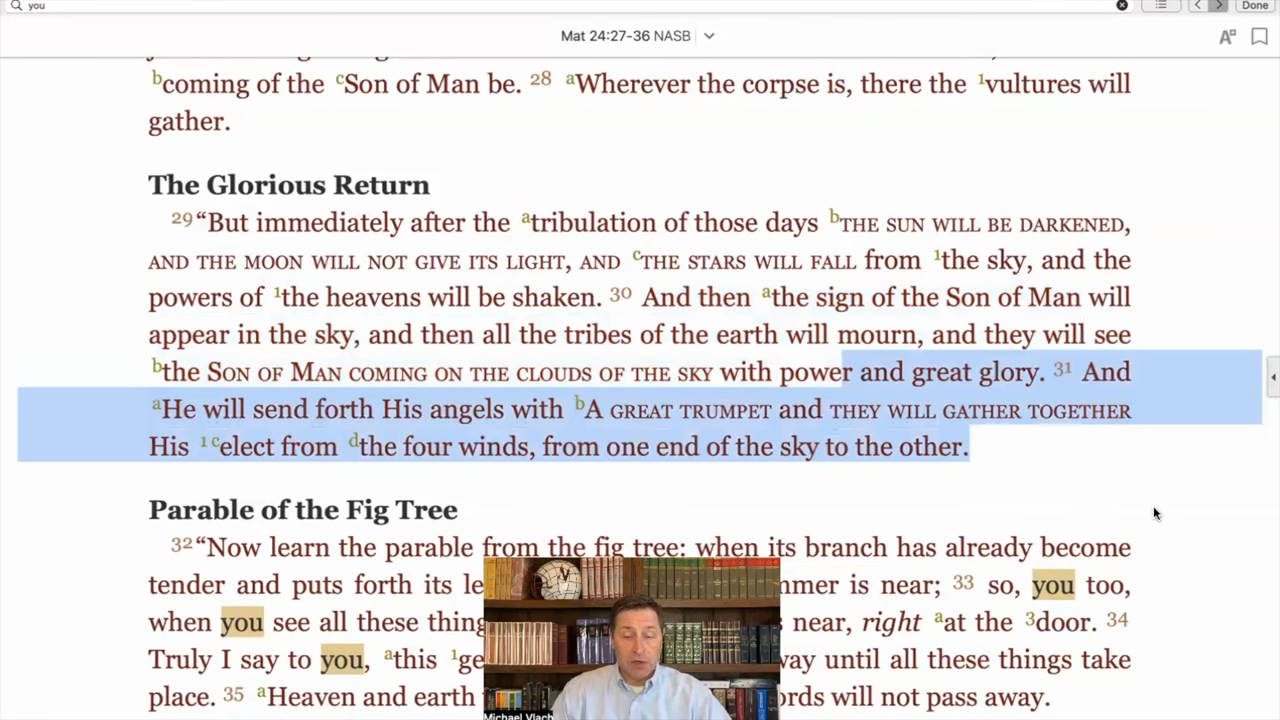 you
Done
Mat 24:27-36 NASB
bcoming of the cSon of Man be. 28 aWherever the corpse is, there the 1vultures will
gather.
The Glorious Return
29 “But immediately after the atribulation of those days bTHE SUN WILL BE DARKENED,
AND THE MOON WILL NOT GIVE ITS LIGHT, AND cTHE STARS WILL FALL from 1the sky, and the
powers of 1the heavens will be shaken. 30 And then athe sign of the Son of Man will
appear in the sky, and then all the tribes of the earth will mourn, and they will see
bthe SON OF MAN COMING ON THE CLOUDS OF THE SKY with power and great glory. 31 And
aHe will send forth His angels with bA GREAT TRUMPET and THEY WILL GATHER TOGETHER
His 1 celect from dthe four winds, from one end of the sky to the other.
Parable of the Fig Tree
32 “Now learn the parable from the fig tree: when its branch has already become
tender and puts forth its is near; 33 so, you too,
when you see all these near, right aat the 3door. 34
Truly I say to you, athis until all these things take
place. 35 aHeaven and earth will not pass away.
Michael Vlach